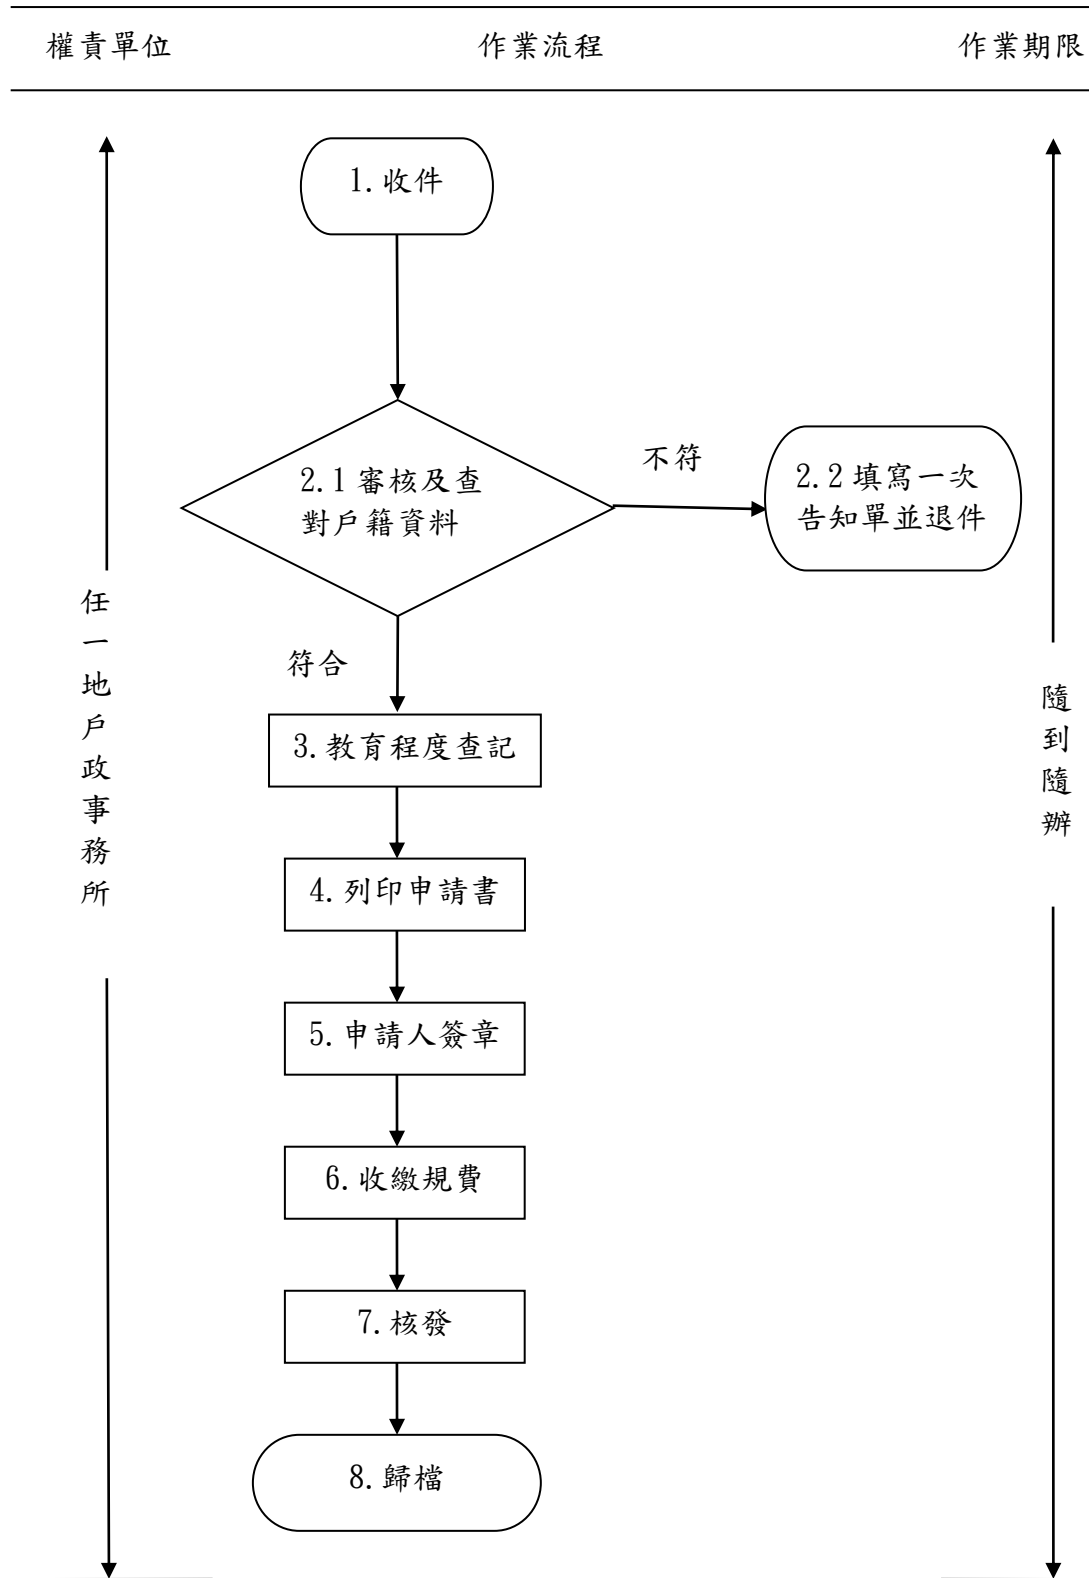 權責單位 作業流程 作業期限
1.收件
2.1 審核及查
對戶籍資料
不符
2.2 填寫一次
告知單並退件
符合
3.教育程度查記
4.列印申請書
5.申請人簽章
6.收繳規費
7.核發
8.歸檔
任一地戶政事務所
隨到隨辦